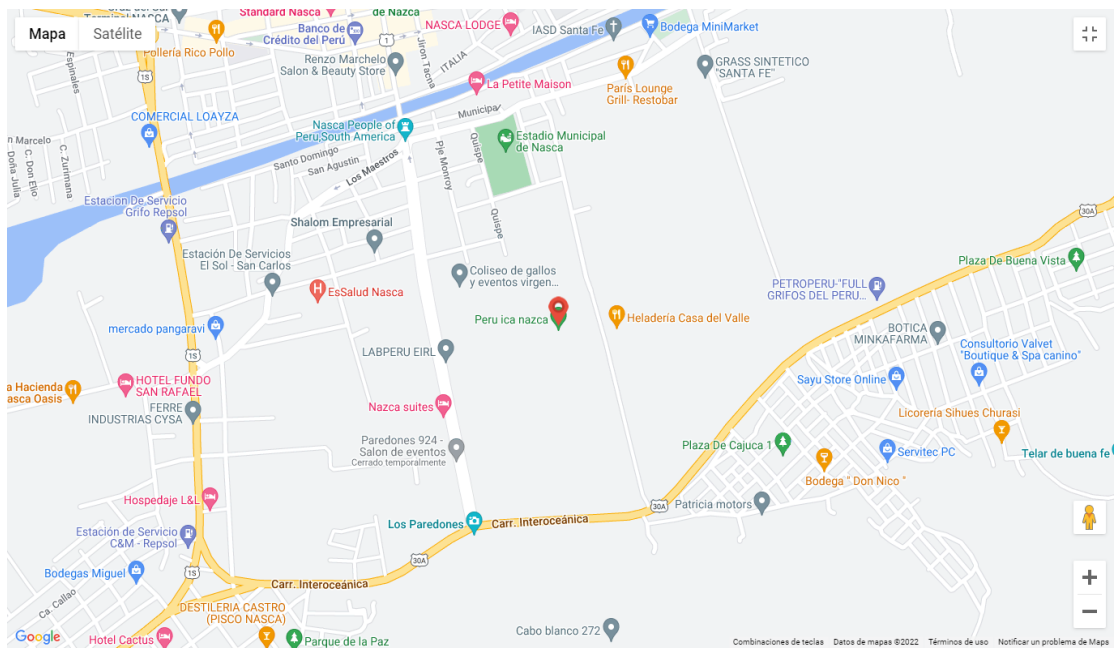 Mapa
Satélite
Terminal NASCA
Standard Nasca
de Nazca
NASCA LODGE
IASD Santa Fe
Bodega MiniMarket
Banco de
Crédito del Perú
1
Jiron Tacna
ITALIA
Pollería Rico Pollo
Renzo Marchelo
Salon & Beauty Store
GRASS SINTETICO
"SANTA FE"
1S
Espinales
La Petite Maison
París Lounge
Grill- Restobar
COMERCIAL LOAYZA
Municipa
Nasca People of
Peru,South America
Estadio Municipal
de Nasca
Marcelo
Doña Julia
C. Don Elio
C. Zurimana
Santo Domingo
San Agustin
Los Maestros
Pje Monroy
Quispe
Estacion De Servicio
Grifo Repsol
Shalom Empresarial
Quispe
30A
Estación De Servicios
El Sol - San Carlos
Plaza De Buena Vista
Coliseo de gallos
y eventos virgen...
EsSalud Nasca
PETROPERU-"FULL
GRIFOS DEL PERU...
mercado pangaravi
Peru ica nazca
Heladería Casa del Valle
BOTICA
MINKAFARMA
LABPERU EIRL
1S
Consultorio Valvet
"Boutique & Spa canino"
a Hacienda
asca Oasis
HOTEL FUNDO
SAN RAFAEL
Sayu Store Online
FERRE
INDUSTRIAS CYSA
Nazca suites
Licorería Sihues Churasi
Paredones 924 -
Salon de eventos
Cerrado temporalmente
Plaza De Cajuca 1
Servitec PC
Telar de buena fe
Bodega " Don Nico "
Hospedaje L&L
30A
Patricia motors
Los Paredones
Carr. Interoceánica
Estación de Servicio
C&M - Repsol
30A
Bodegas Miguel
1S
Carr. Interoceánica
Ca. Callao
DESTILERIA CASTRO
(PISCO NASCA)
Google
Hotel Cactus
Parque de la Paz
Cabo blanco 272
Combinaciones de teclas
Datos de mapas ©2022
Términos de uso
Notificar un problema de Maps